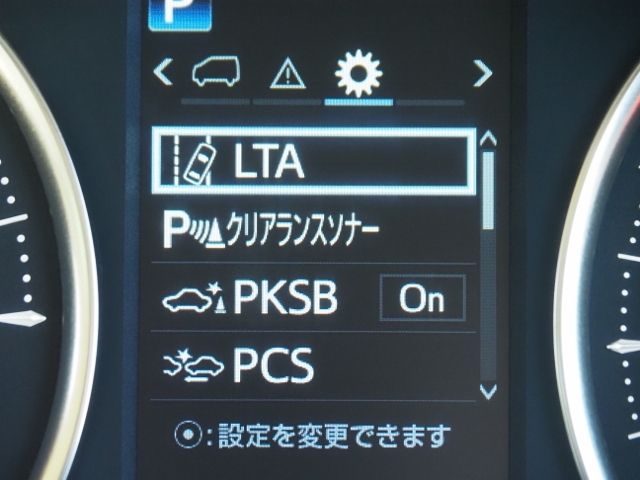 P
LTA
Pクリアランスソナー
PKSB On
PCS
⦿:設定を変更できます